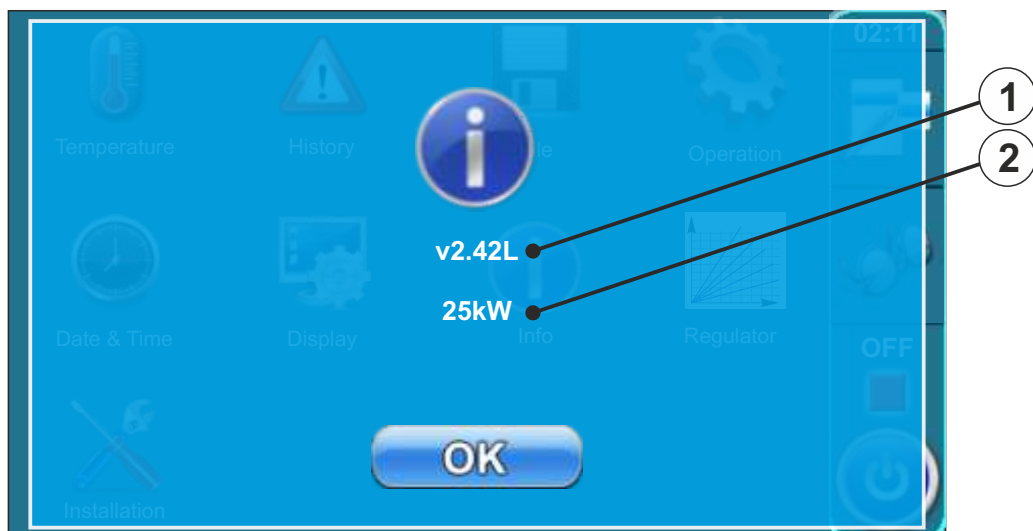 02:11
Temperature
History
Operation
v2.42L
25kW
Date & Time
Display
Info
Regulator
OFF
OK
Installation
1
2